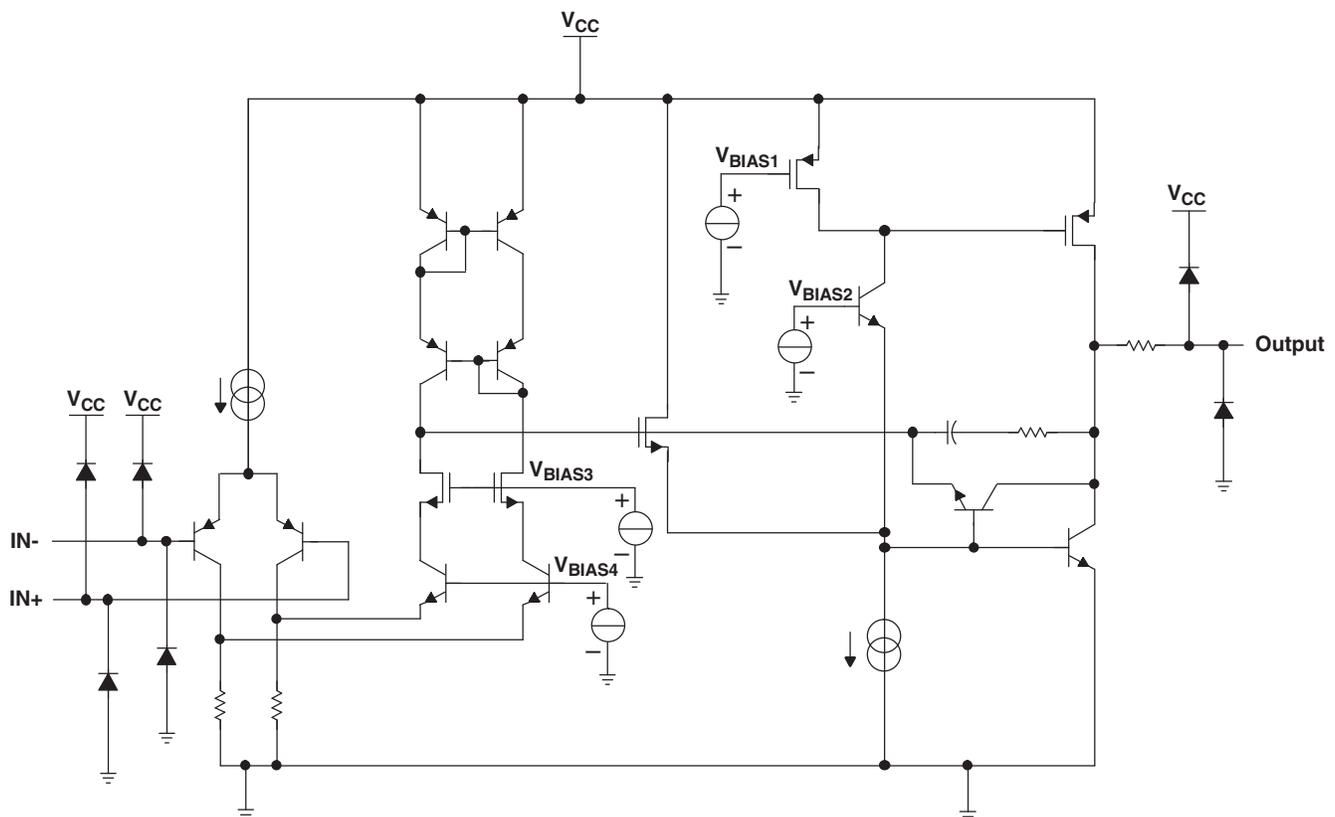 VCC
VBIAS1
+
−
VCC
VBIAS2
+
−
Output
VCC
VCC
VBIAS3
+
−
IN-
VBIAS4
IN+
+
−